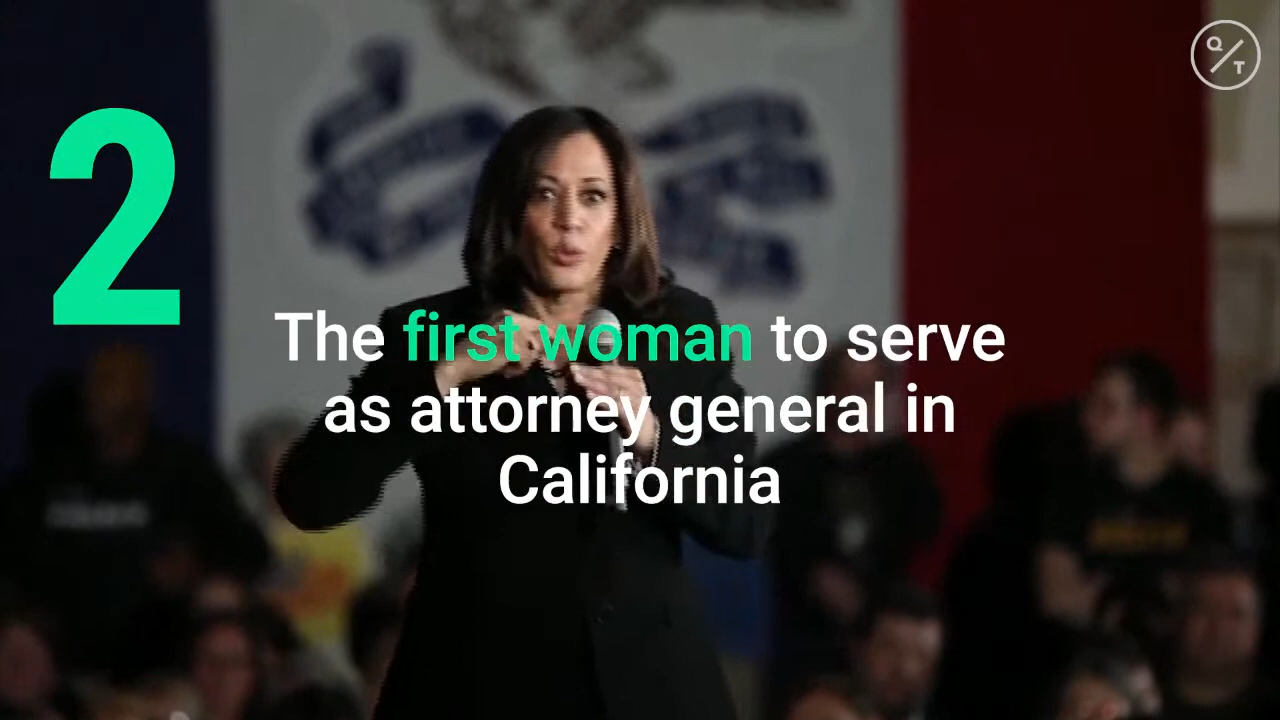 Q
T
2
The first woman to serve
as attorney general in
California